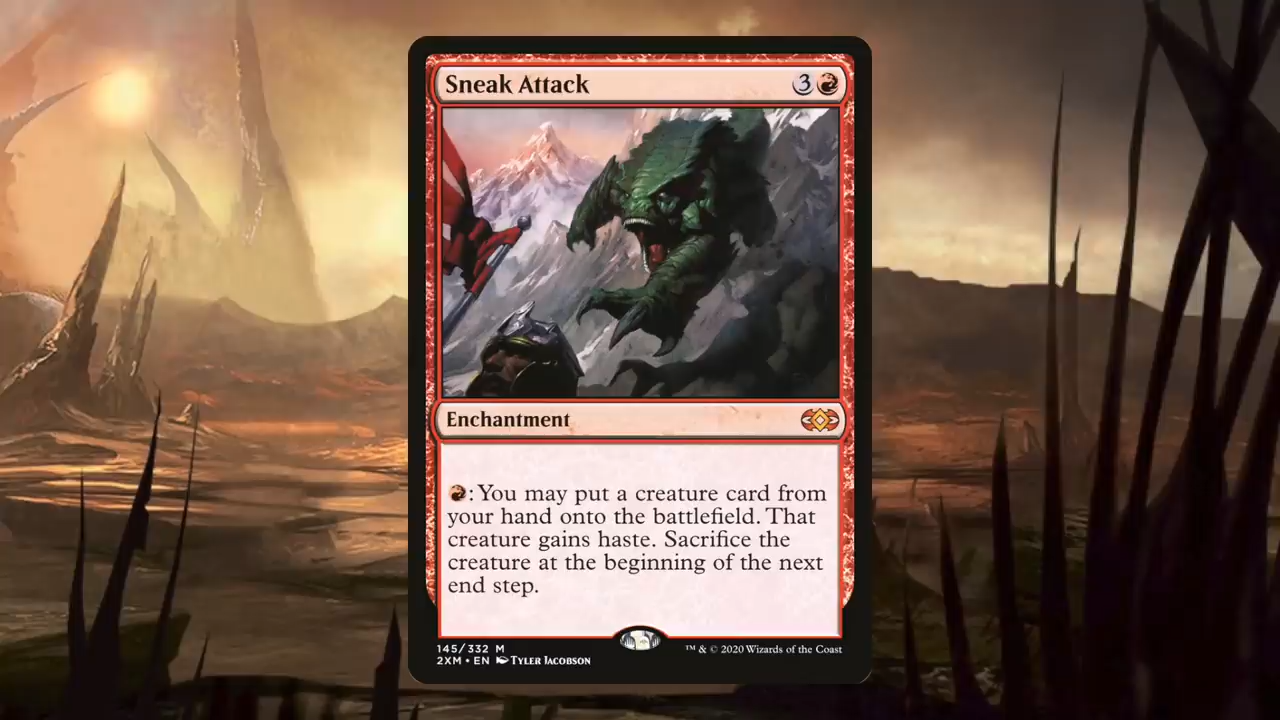 Sneak Attack 3
Enchantment
: You may put a creature card from
your hand onto the battlefield. That
creature gains haste. Sacrifice the
creature at the beginning of the next
end step.
145/332 M
2XM • EN Tyler Jacobson
™ & © 2020 Wizards of the Coast